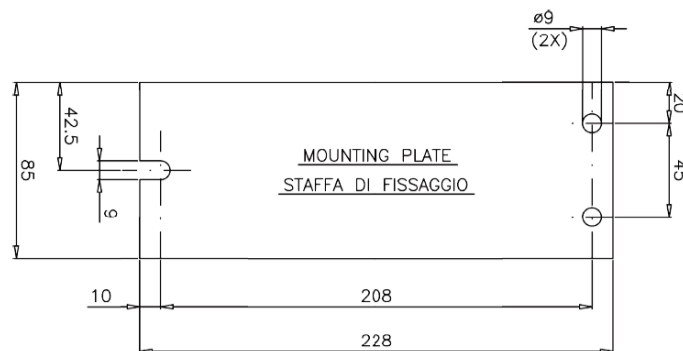 ø9
(2X)
20
42.5
85
MOUNTING PLATE
STAFFA DI FISSAGGIO
45
9
10
208
228